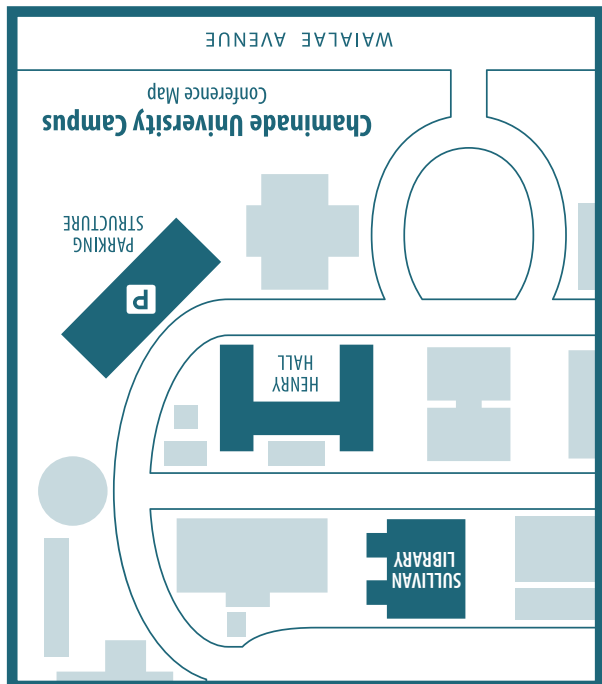 SULLIVAN
LIBRARY
HENRY
HALL
P
PARKING
STRUCTURE
Chaminade University Campus
Conference Map
WAIALAE AVENUE